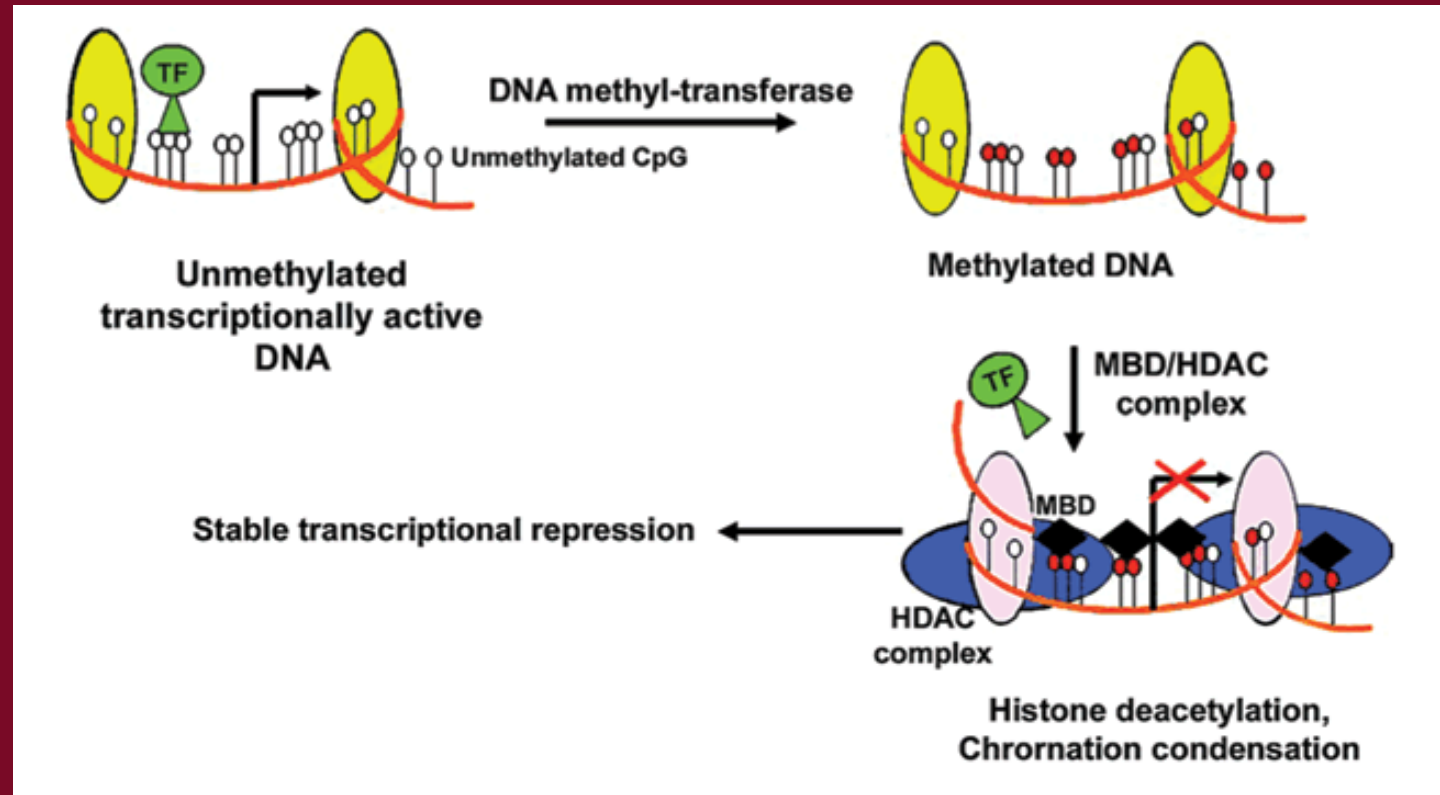 TF
DNA methyl-transferase
Unmethylated CpG
Unmethylated
transcriptionally active
DNA
Methylated DNA
TF
MBD/HDAC
complex
MBD
Stable transcriptional repression
HDAC
complex
Histone deacetylation,
Chrornation condensation